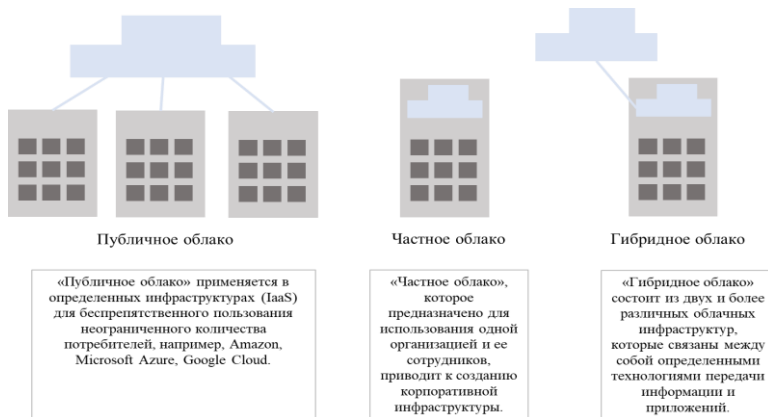 Публичное облако
Частное облако
Гибридное облако
«Публичное облако» применяется в
определенных инфраструктурах (IaaS)
для беспрепятственного пользования
неограниченного количества
потребителей, например, Amazon,
Microsoft Azure, Google Cloud.
«Частное облако»,
которое
предназначено для
использования одной
организацией и ее
сотрудников,
приводит к созданию
корпоративной
инфраструктуры.
«Гибридное облако»
состоит из двух и более
различных облачных
инфраструктур,
которые связаны между
собой определенными
технологиями передачи
информации и
приложений.